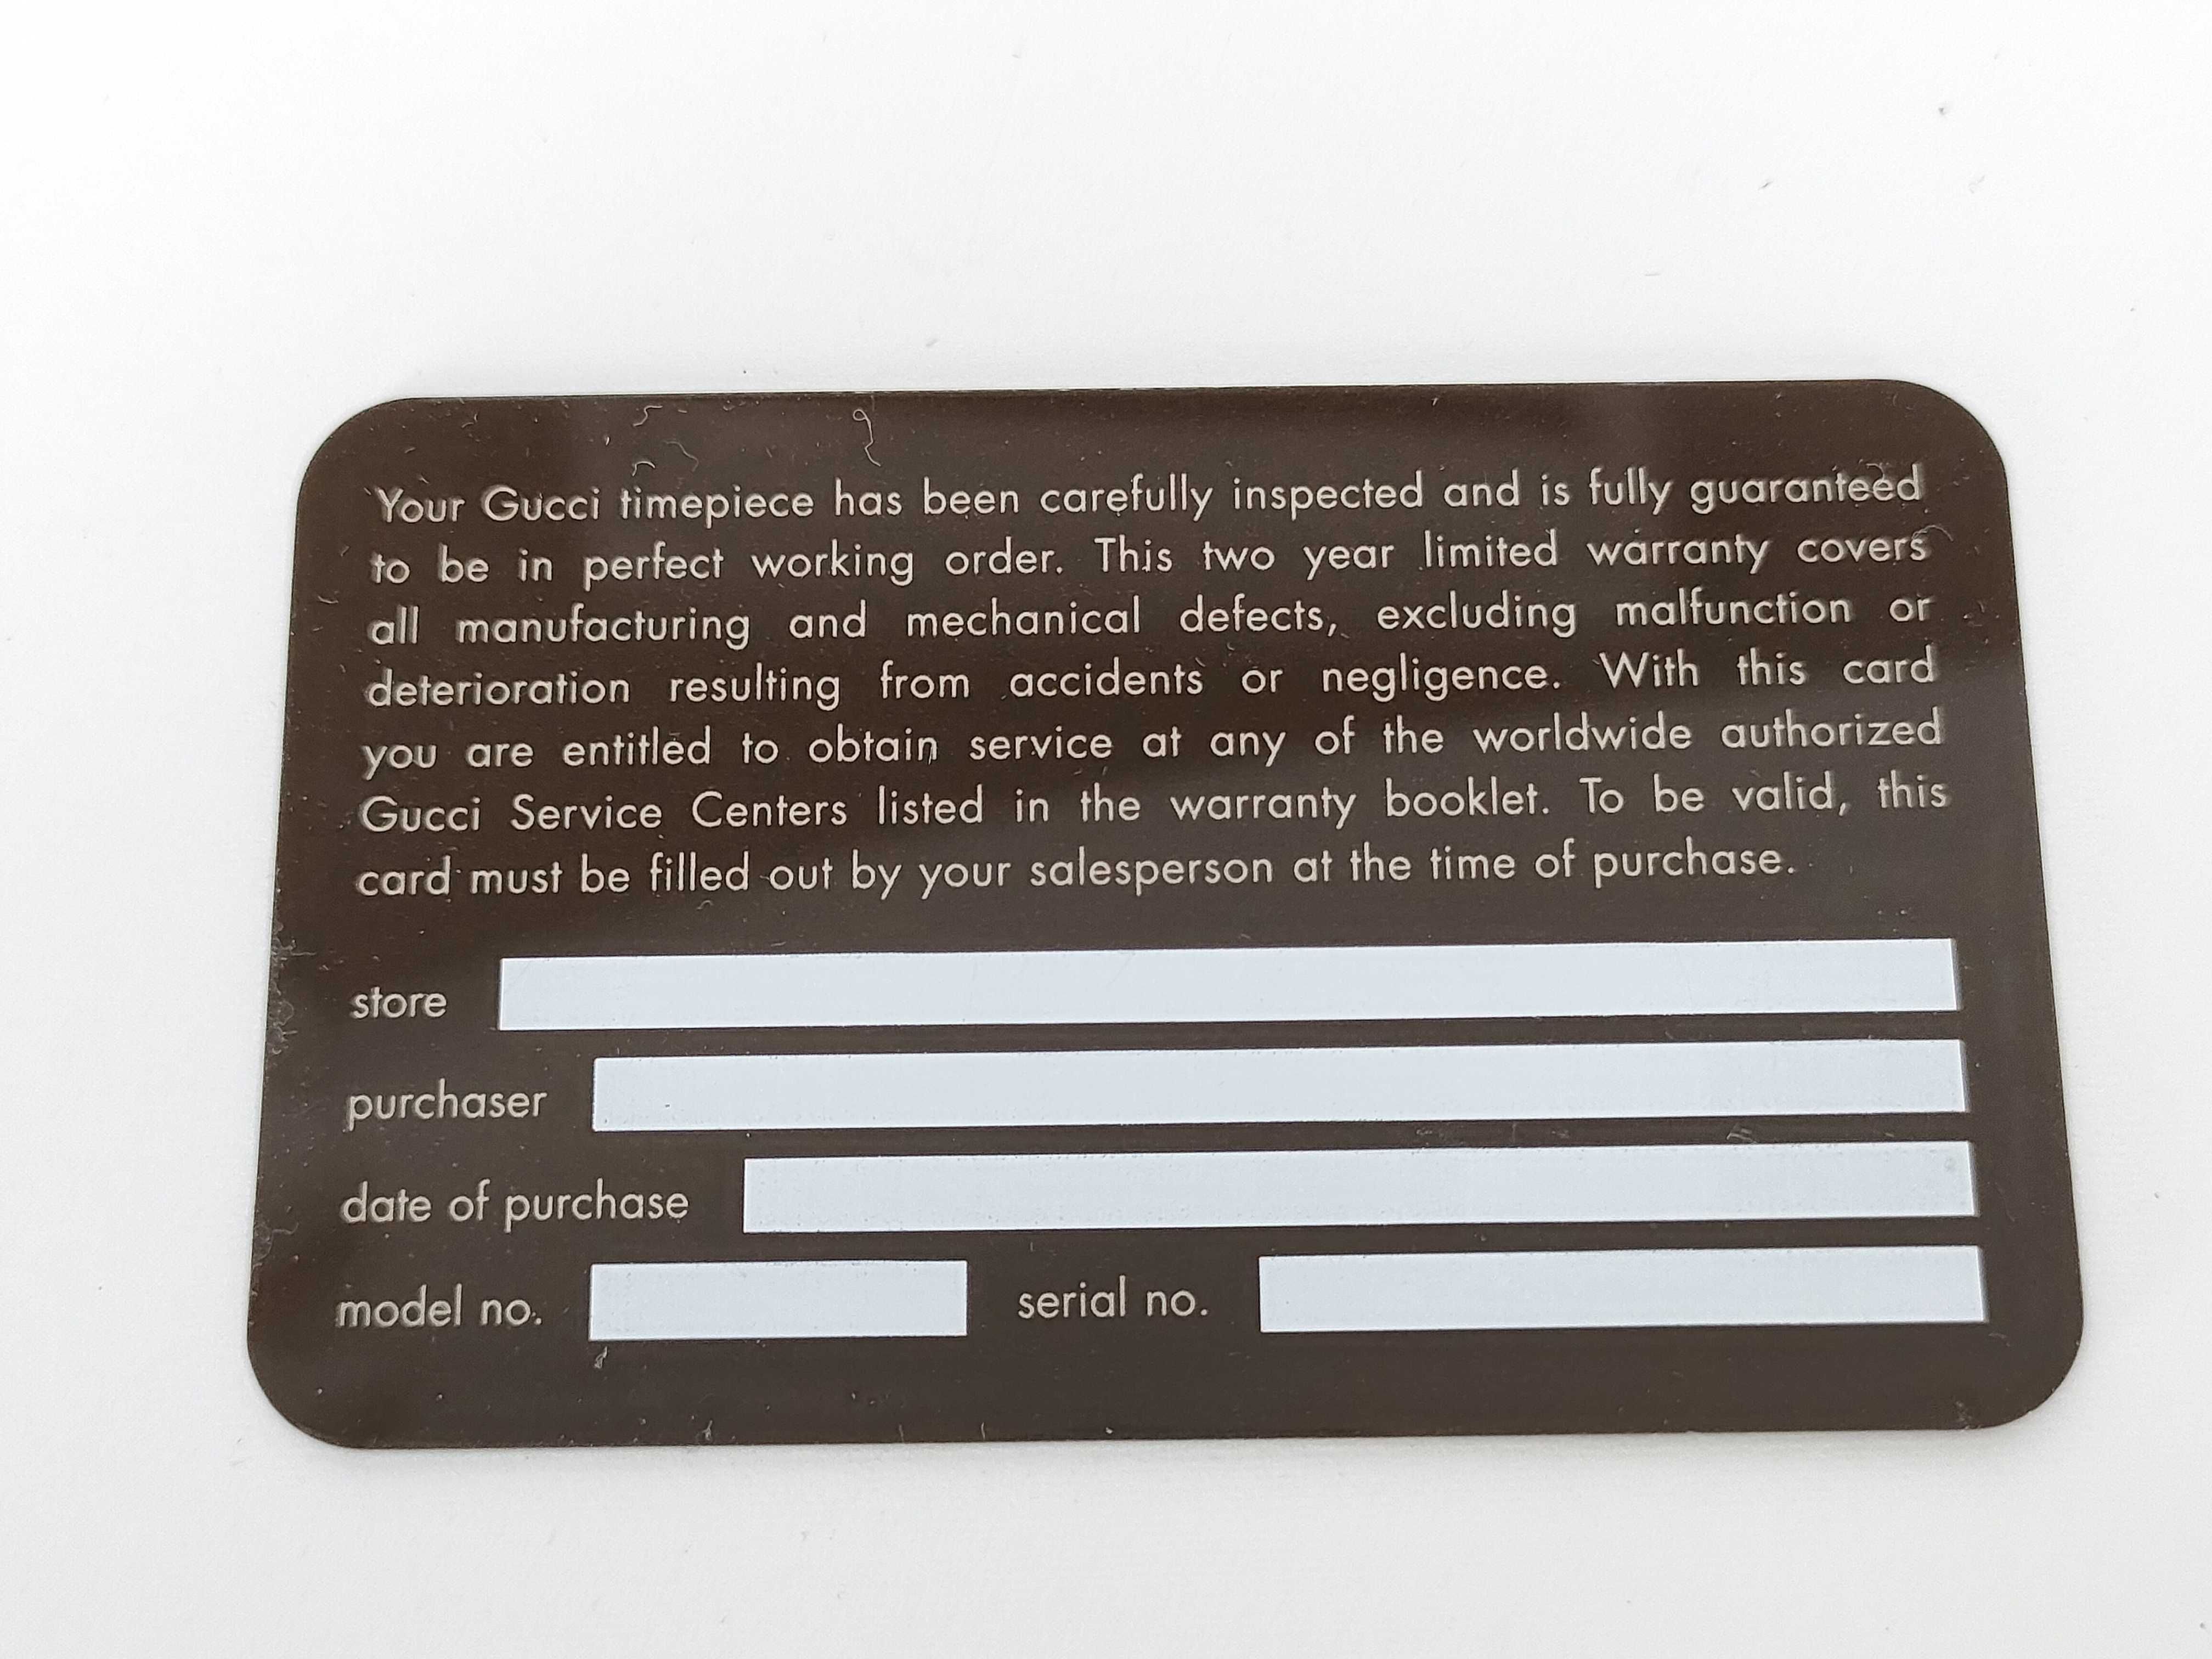 Your Gucci timepiece has been carefully inspected and is fully guaranteed
to be in perfect working order. This two year limited warranty covers
all manufacturing and mechanical defects, excluding malfunction or
deterioration resulting from accidents or negligence. With this card
you are entitled to obtain service at any of the worldwide authorized
Gucci Service Centers listed in the warranty booklet. To be valid, this
card must be filled out by your salesperson at the time of purchase.
store
purchaser
date of purchase
model no. serial no.